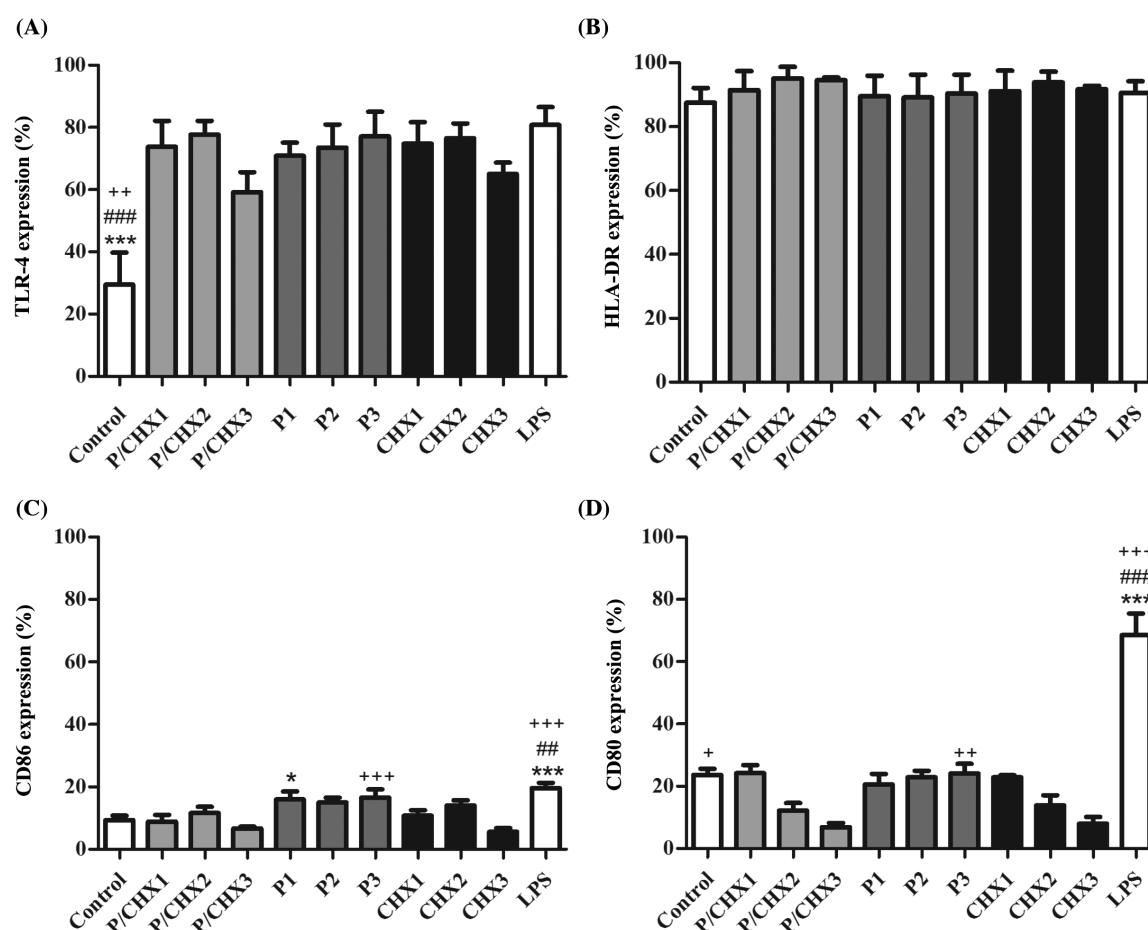 (A)
TLR-4 expression (%)
100
80
60
40
20
0
++
###
***
Control
P/CHX1
P/CHX2
P/CHX3
P1
P2
P3
CHX1
CHX2
CHX3
LPS
(B)
HLA-DR expression (%)
100
80
60
40
20
0
Control
P/CHX1
P/CHX2
P/CHX3
P1
P2
P3
CHX1
CHX2
CHX3
LPS
(C)
CD86 expression (%)
100
80
60
40
20
0
*
+++
+++
##
***
Control
P/CHX1
P/CHX2
P/CHX3
P1
P2
P3
CHX1
CHX2
CHX3
LPS
(D)
CD80 expression (%)
100
80
60
40
20
0
+
++
+++
###
***
Control
P/CHX1
P/CHX2
P/CHX3
P1
P2
P3
CHX1
CHX2
CHX3
LPS